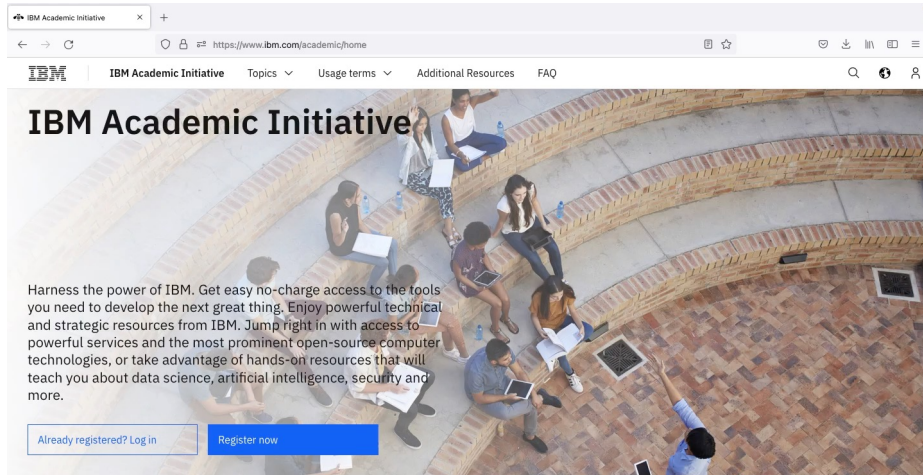 IBM Academic Initiative
https://www.ibm.com/academic/home
IBM
IBM Academic Initiative Topics Usage terms Additional Resources FAQ
IBM Academic Initiative
Harness the power of IBM. Get easy no-charge access to the tools
you need to develop the next great thing. Enjoy powerful technical
and strategic resources from IBM. Jump right in with access to
powerful services and the most prominent open-source computer
technologies, or take advantage of hands-on resources that will
teach you about data science, artificial intelligence, security and
more.
Already registered? Log in
Register now